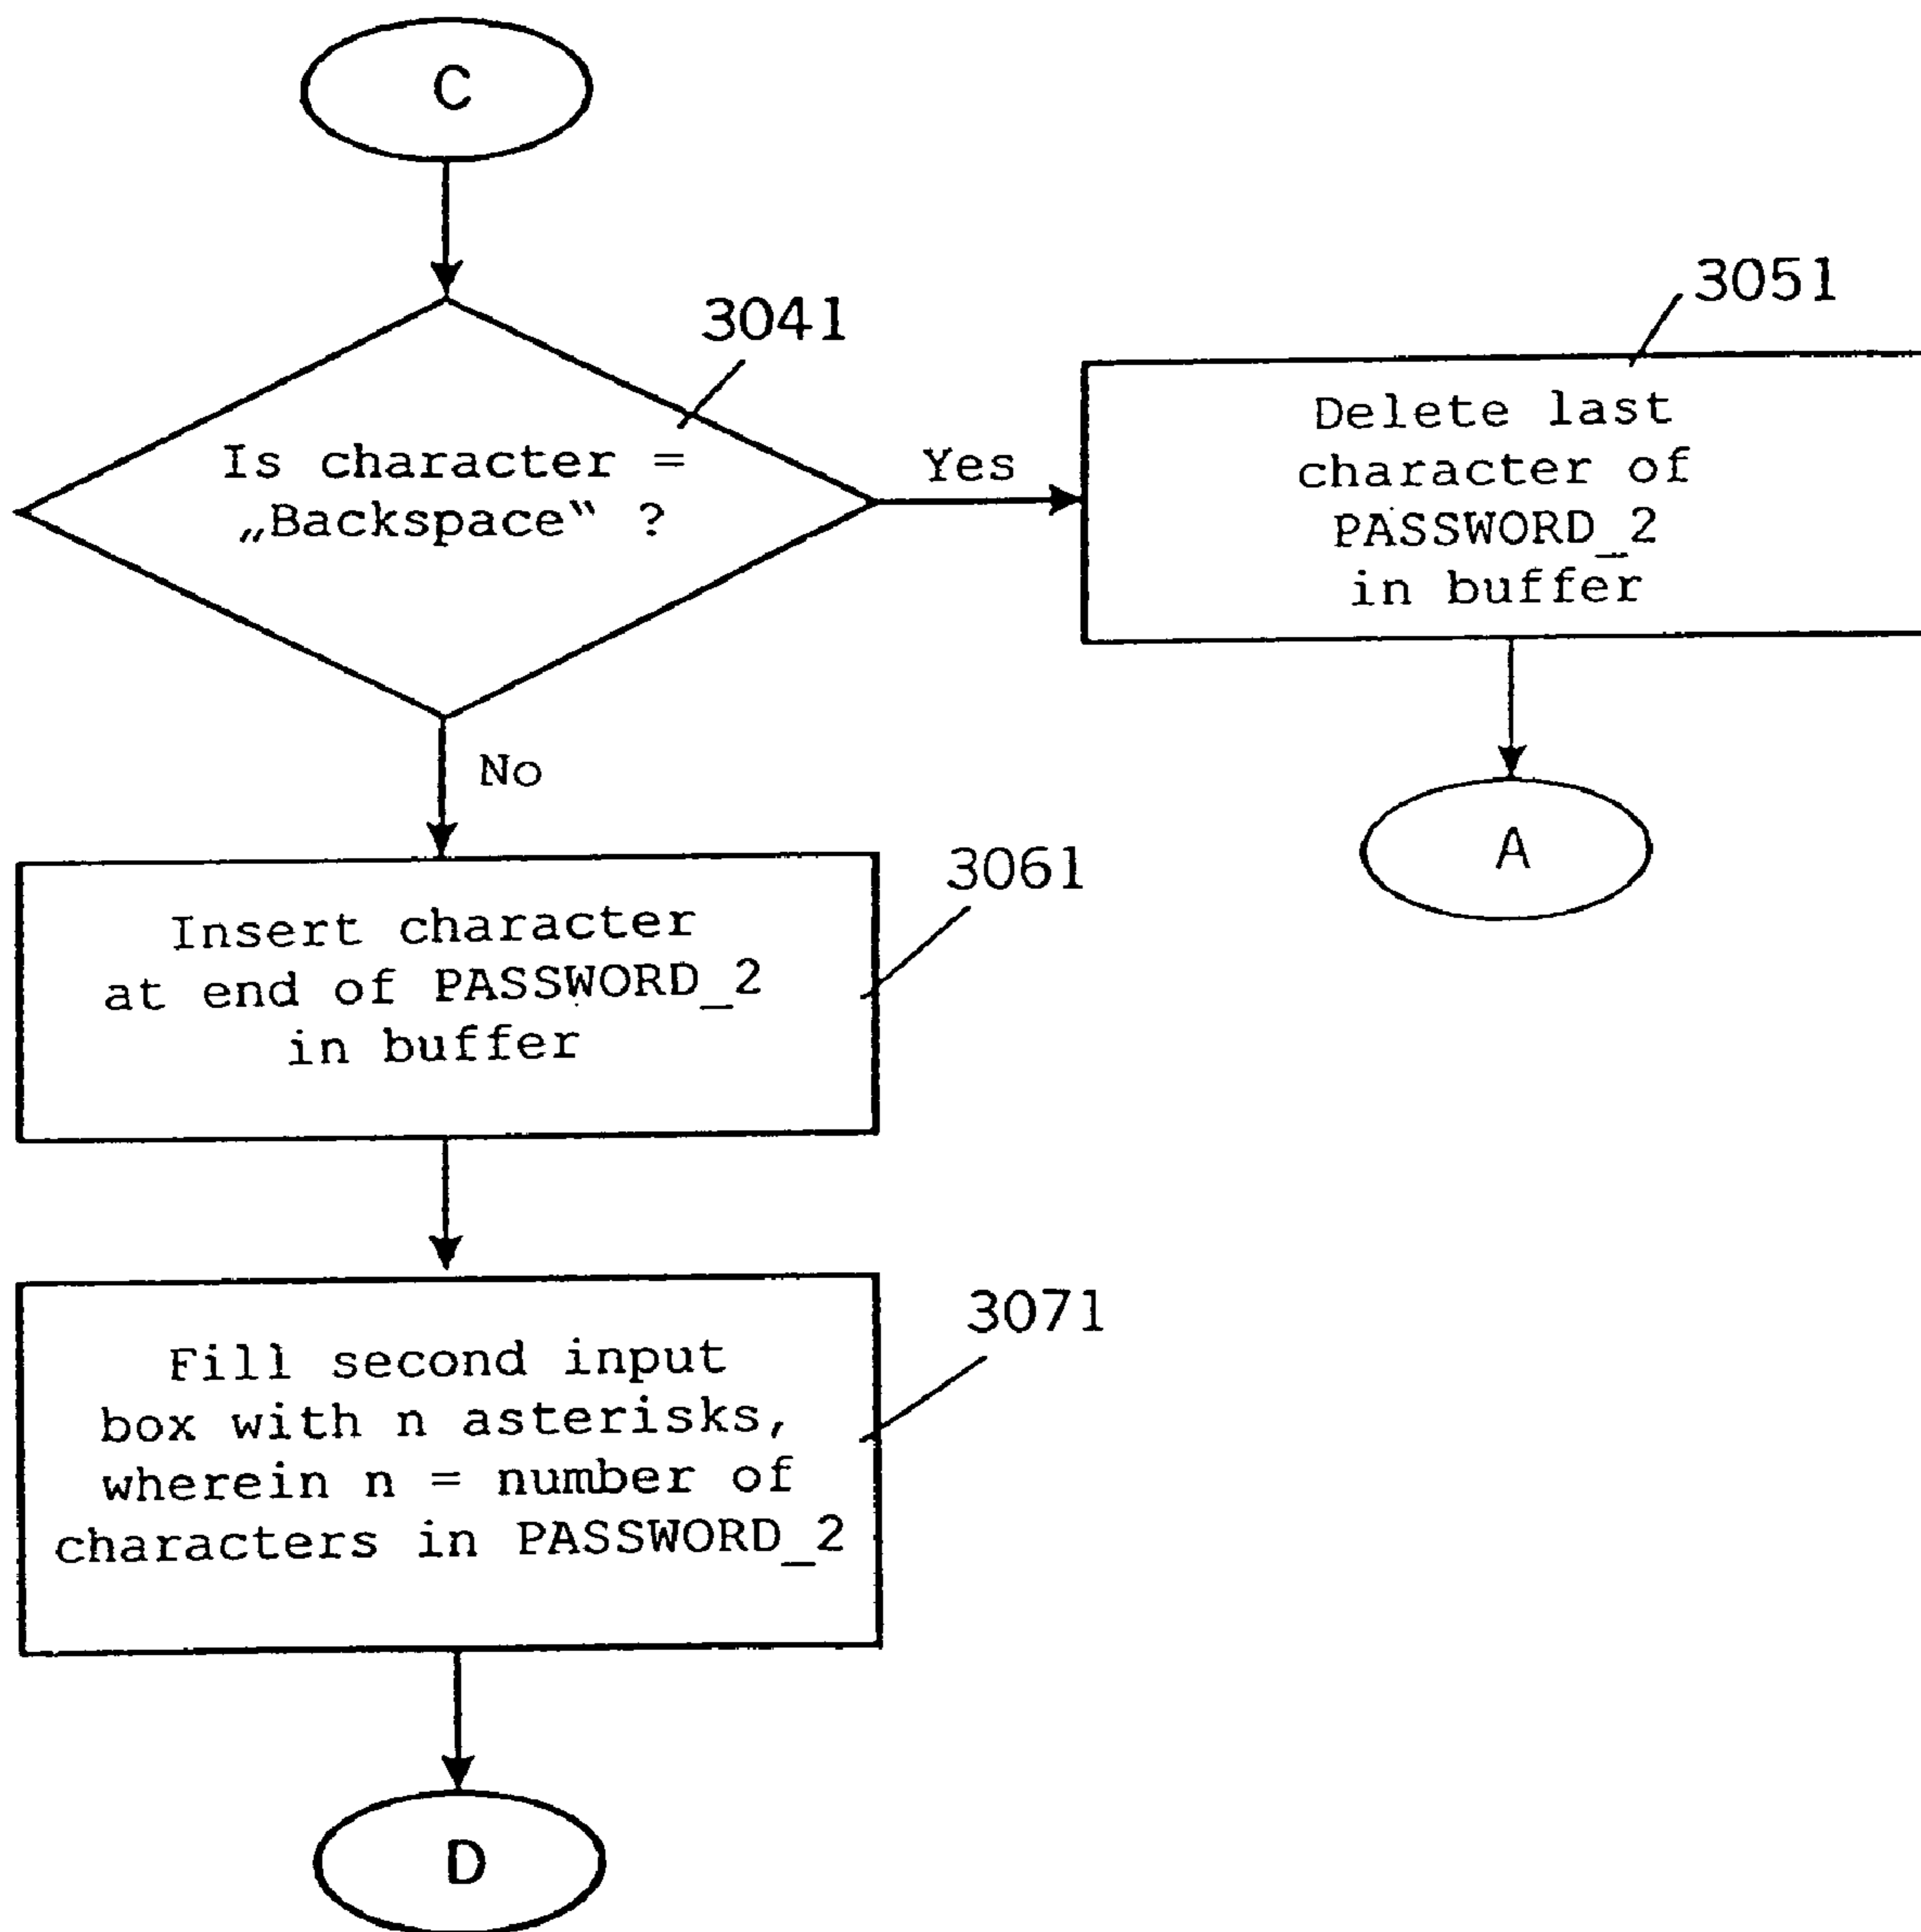 C
3041
Is character =
„Backspace“ ?
Yes
3051
Delete last
character of
PASSWORD_2
in buffer
A
No
3061
Insert character
at end of PASSWORD_2
in buffer
3071
Fill second input
box with n asterisks,
wherein n = number of
characters in PASSWORD_2
D